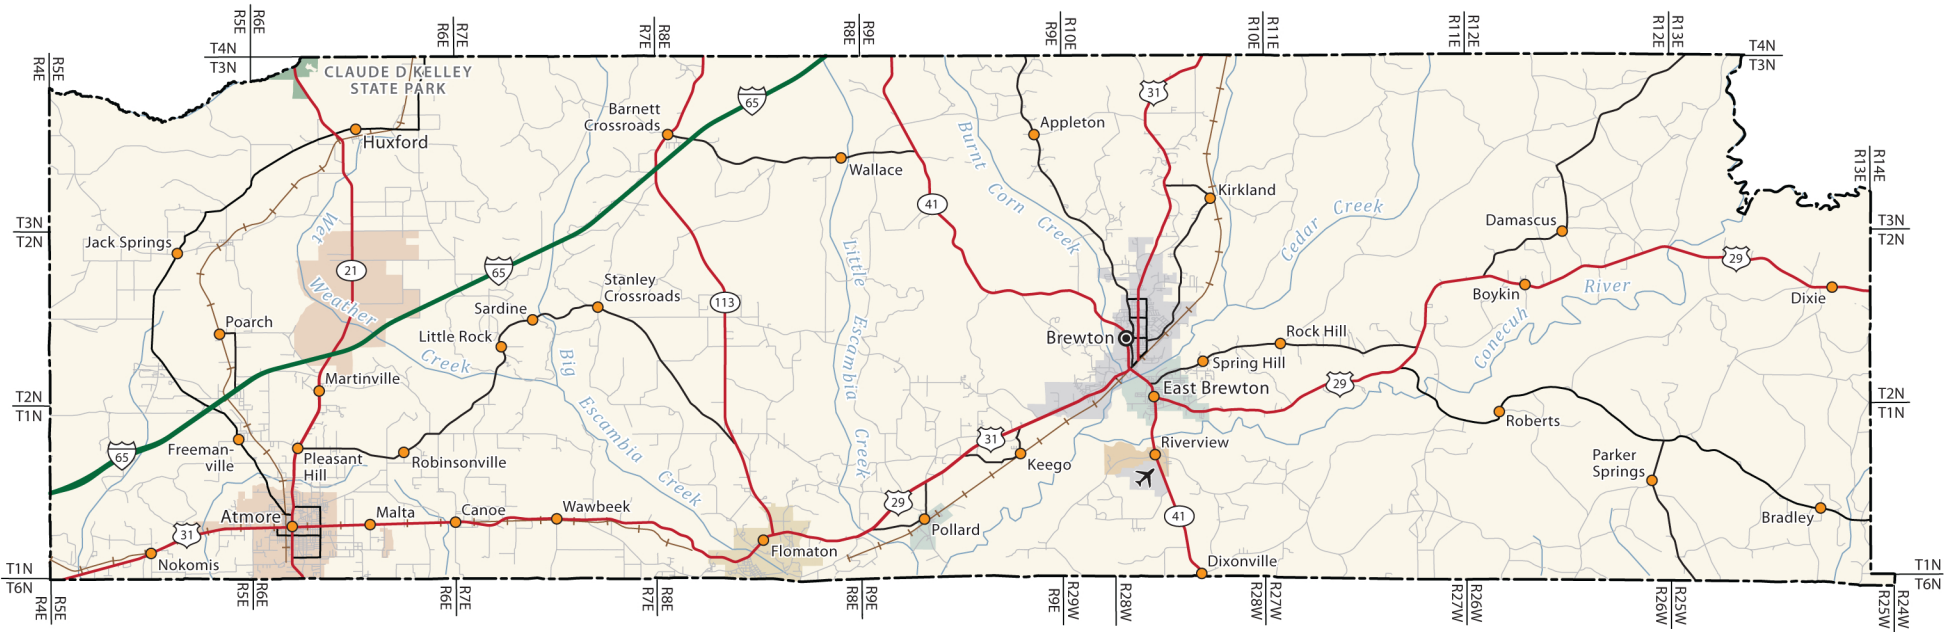 R5E
R6E
R6E
R7E
R7E
R8E
R8E
R9E
R9E
R10E
R10E
R11E
R11E
R12E
R12E
R13E
R4E
R5E
T4N
T3N
T4N
T3N
CLAUDE D KELLEY
STATE PARK
Huxford
Barnett
Crossroads
65
31
Appleton
Wallace
Burnt Corn Creek
Kirkland
41
R13E
R14E
T3N
T2N
Jack Springs
Wet
Weather
Creek
21
65
Cedar Creek
Damascus
T3N
T2N
29
Stanley
Crossroads
Sardine
113
Little Escambia Creek
Boykin
River
Dixie
Poarch
Little Rock
Big
Escambia
Creek
Brewton
Rock Hill
Conecuh
Spring Hill
Martinville
East Brewton
29
T2N
T1N
T2N
T1N
Roberts
65
Freeman-
ville
Pleasant
Hill
Robinsonville
31
Keego
Riverview
Parker
Springs
Atmore
Malta
Canoe
Wawbeek
29
41
Bradley
31
Pollard
Nokomis
Flomaton
Dixonville
T1N
T6N
T1N
T6N
R4E
R5E
R5E
R6E
R6E
R7E
R7E
R8E
R8E
R9E
R9E
R29W
R28W
R28W
R27W
R27W
R26W
R26W
R25W
R25W
R24W